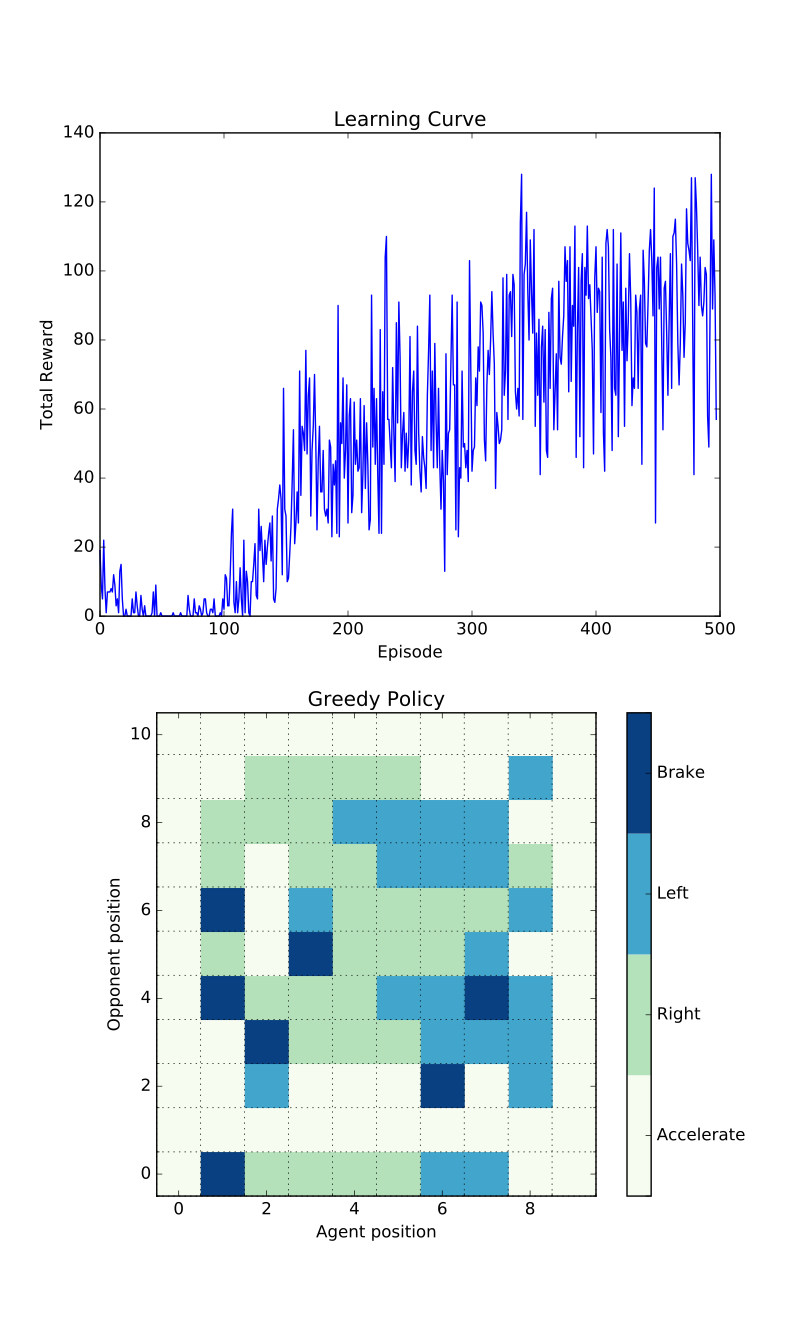 Learning Curve
140
120
100
80
60
40
20
0
Total Reward
0 100 200 300 400 500
Episode
Greedy Policy
10
8
6
4
2
0
Opponent position
0 2 4 6 8
Agent position
Brake
Left
Right
Accelerate